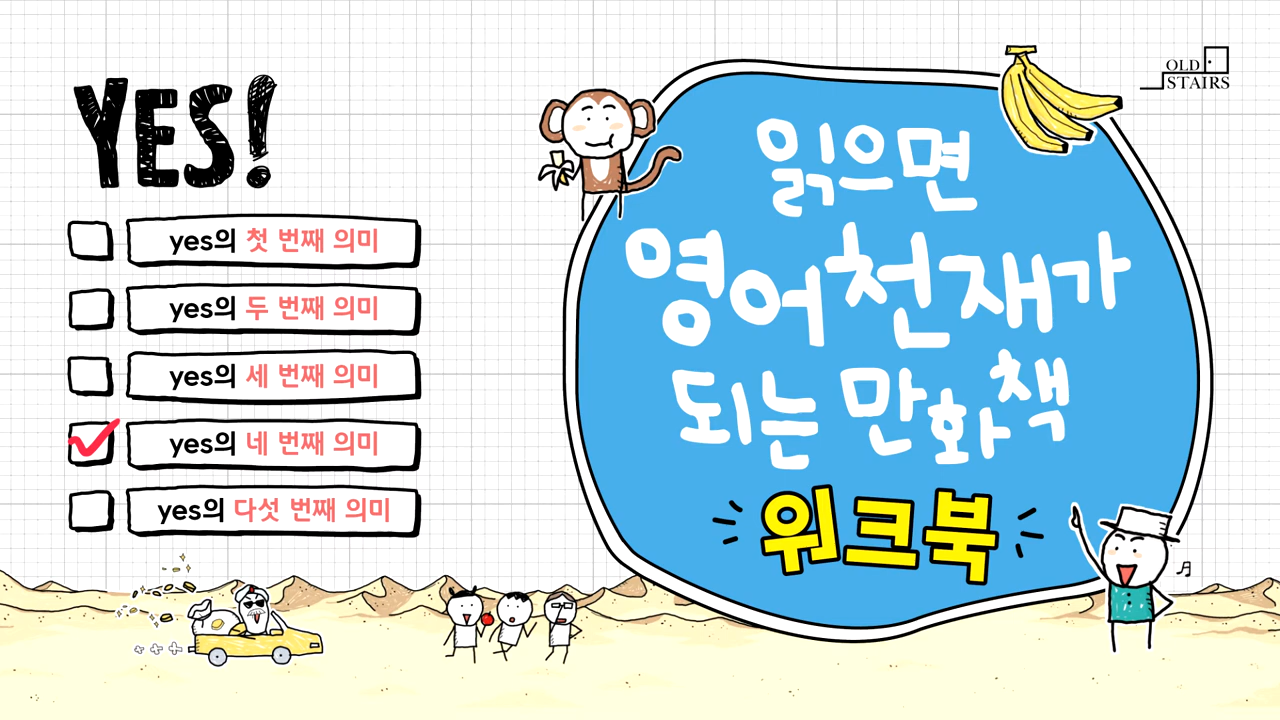 YES!
yes의 첫 번째 의미
yes의 두 번째 의미
yes의 세 번째 의미
yes의 네 번째 의미
yes의 다섯 번째 의미
읽으면
영어천재가
되는 만화책
워크북
OLD
STAIRS